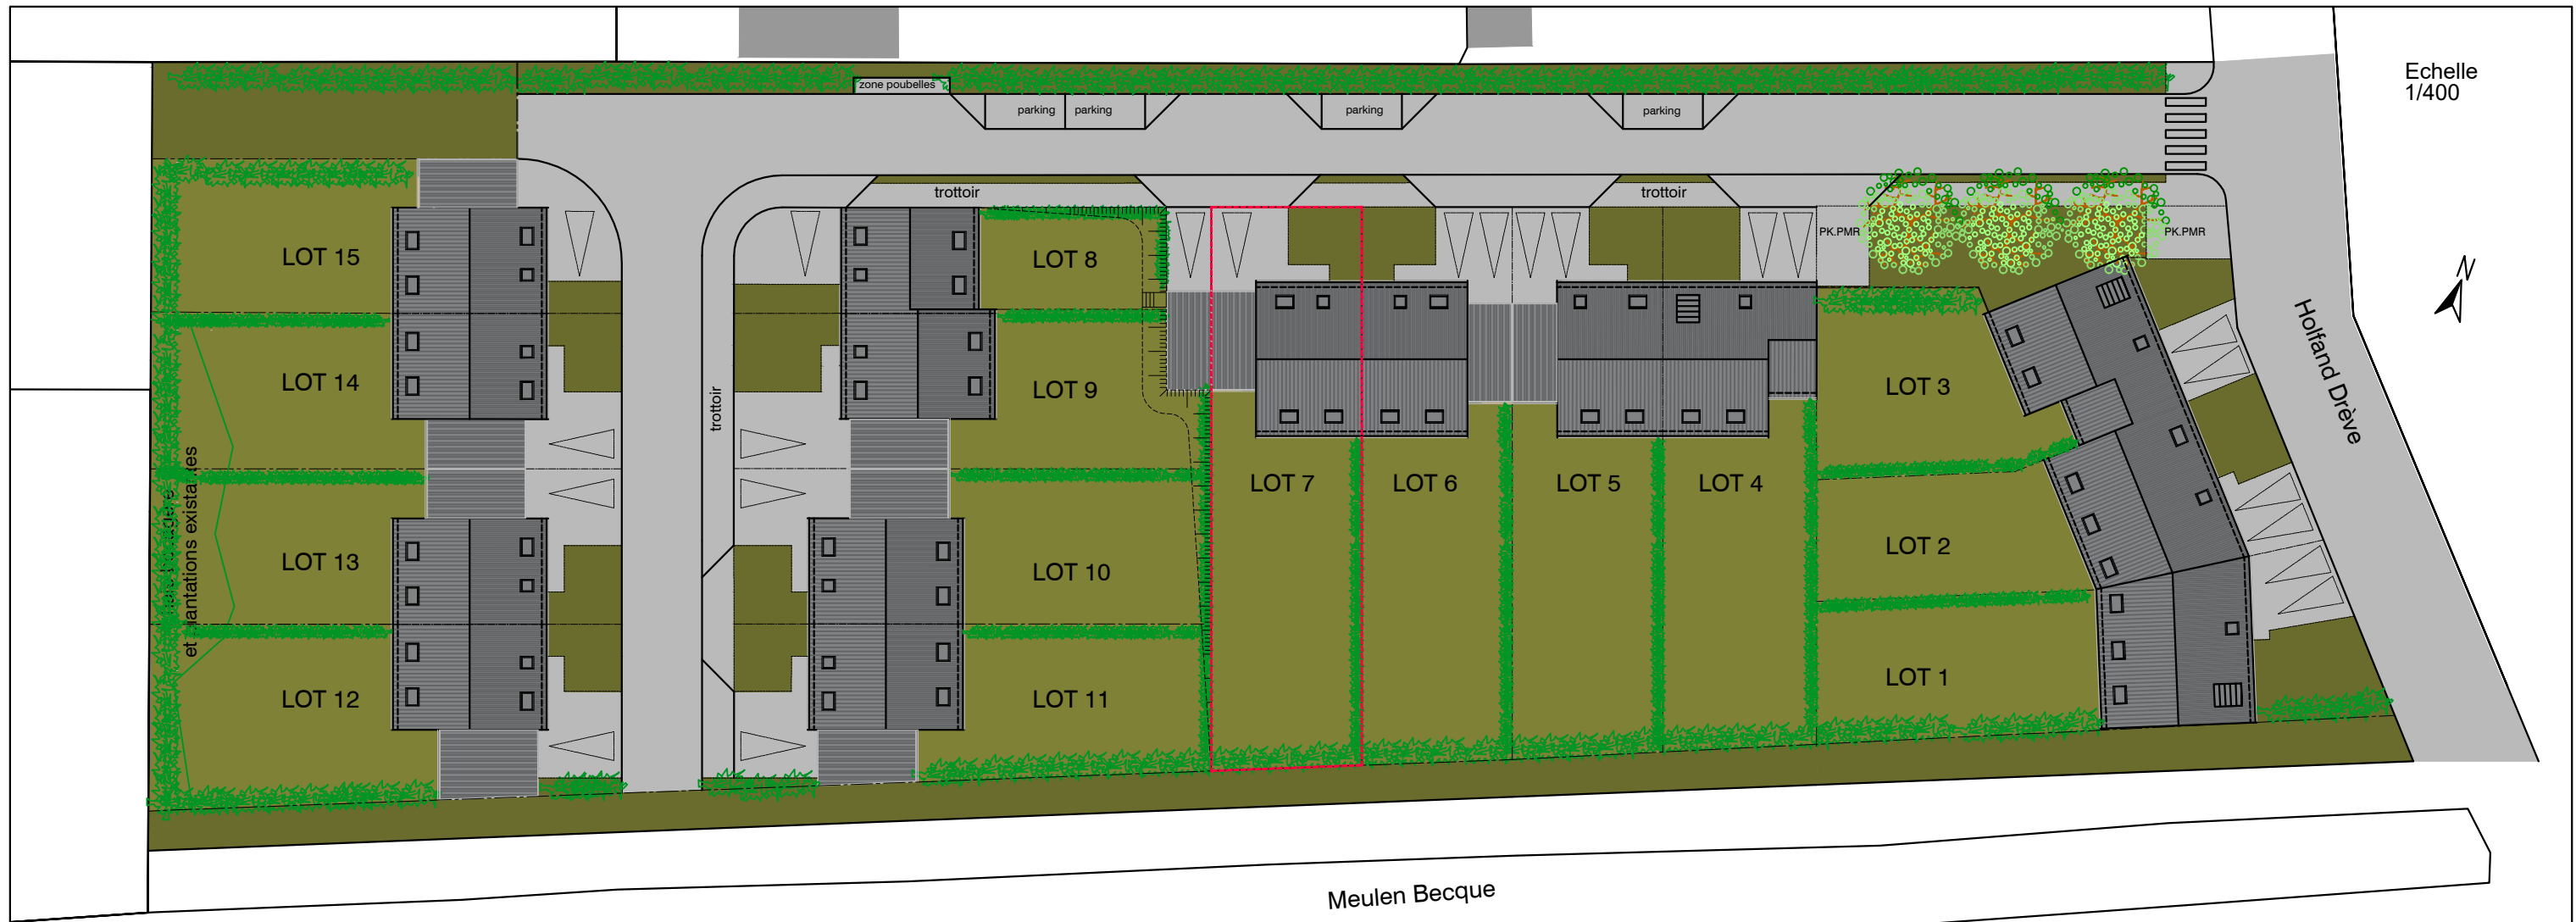 Echelle
1/400
zone poubelles
parking
parking
parking
parking
trottoir
trottoir
N
PK.PMR
PK.PMR
LOT 15
LOT 8
Holfand Drève
LOT 14
LOT 9
LOT 3
trottoir
LOT 7
LOT 6
LOT 5
LOT 4
LOT 13
LOT 10
LOT 2
et
LOT 12
LOT 11
LOT 1
Meulen Becque